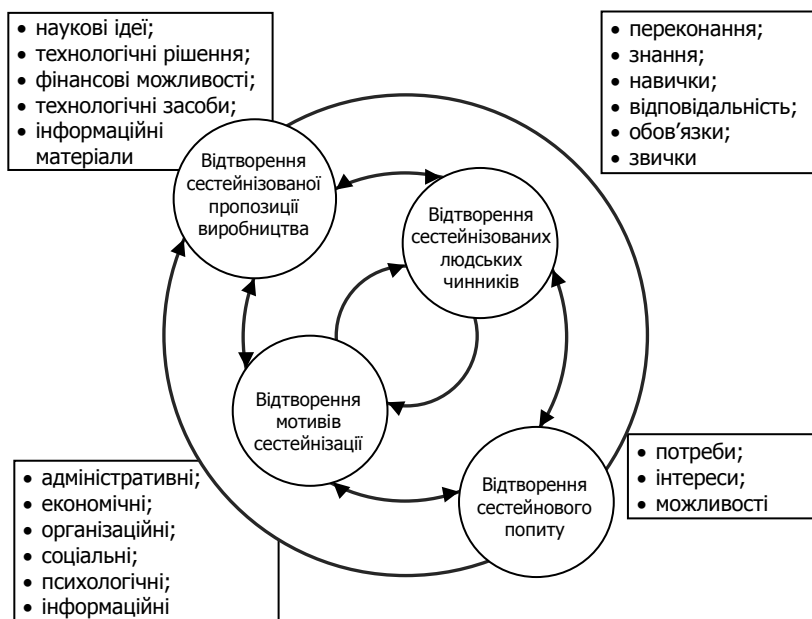 • наукові ідеї;
• технологічні рішення;
• фінансові можливості;
• технологічні засоби;
• інформаційні
матеріали
• переконання;
• знання;
• навички;
• відповідальність;
• обов’язки;
• звички
Відтворення
сестейнізованої
пропозиції
виробництва
Відтворення
сестейнізованих
людських
чинників
Відтворення
мотивів
сестейнізації
Відтворення
сестейнового
попиту
• адміністративні;
• економічні;
• організаційні;
• соціальні;
• психологічні;
• інформаційні
• потреби;
• інтереси;
• можливості